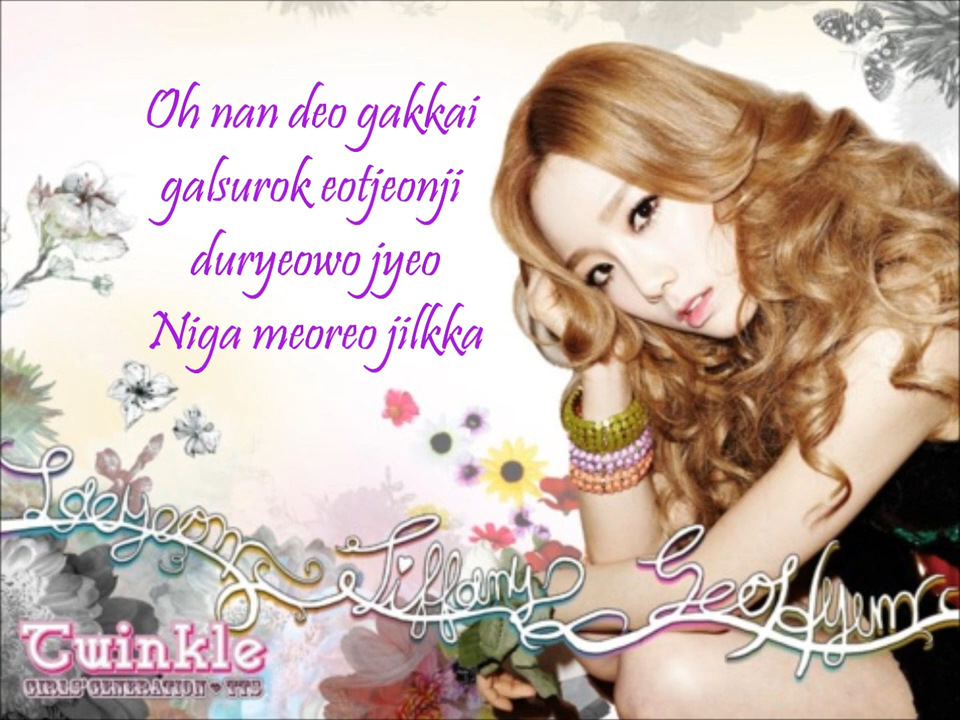 Oh nan deo gakkai
galsurok eotjeonji
duryeowo jyeo
Niga meoreo jilkka
Taeyeon Tiffany SeoHyun
Twinkle
GIRLS' GENERATION - TTS